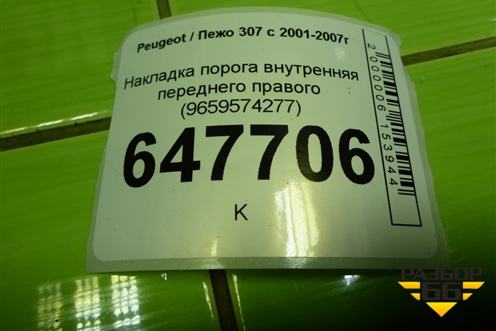 Peugeot / Пежо 307 с 2001-2007г
Накладка порога внутренняя
переднего правого
(9659574277)
647706
К
2000006153944
РАЗБОР
66